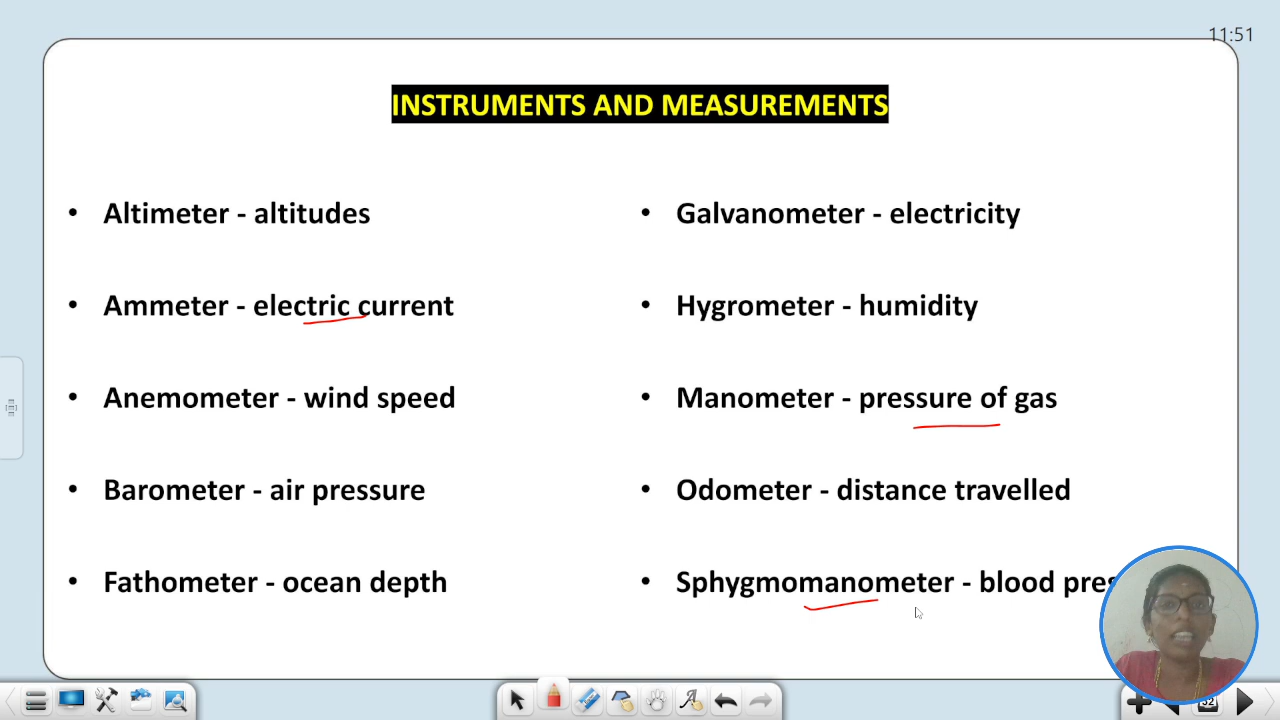 11:51
INSTRUMENTS AND MEASUREMENTS
• Altimeter - altitudes
• Ammeter - electric current
• Anemometer - wind speed
• Barometer - air pressure
• Fathometer - ocean depth
• Galvanometer - electricity
• Hygrometer - humidity
• Manometer - pressure of gas
• Odometer - distance travelled
• Sphygmomanometer - blood